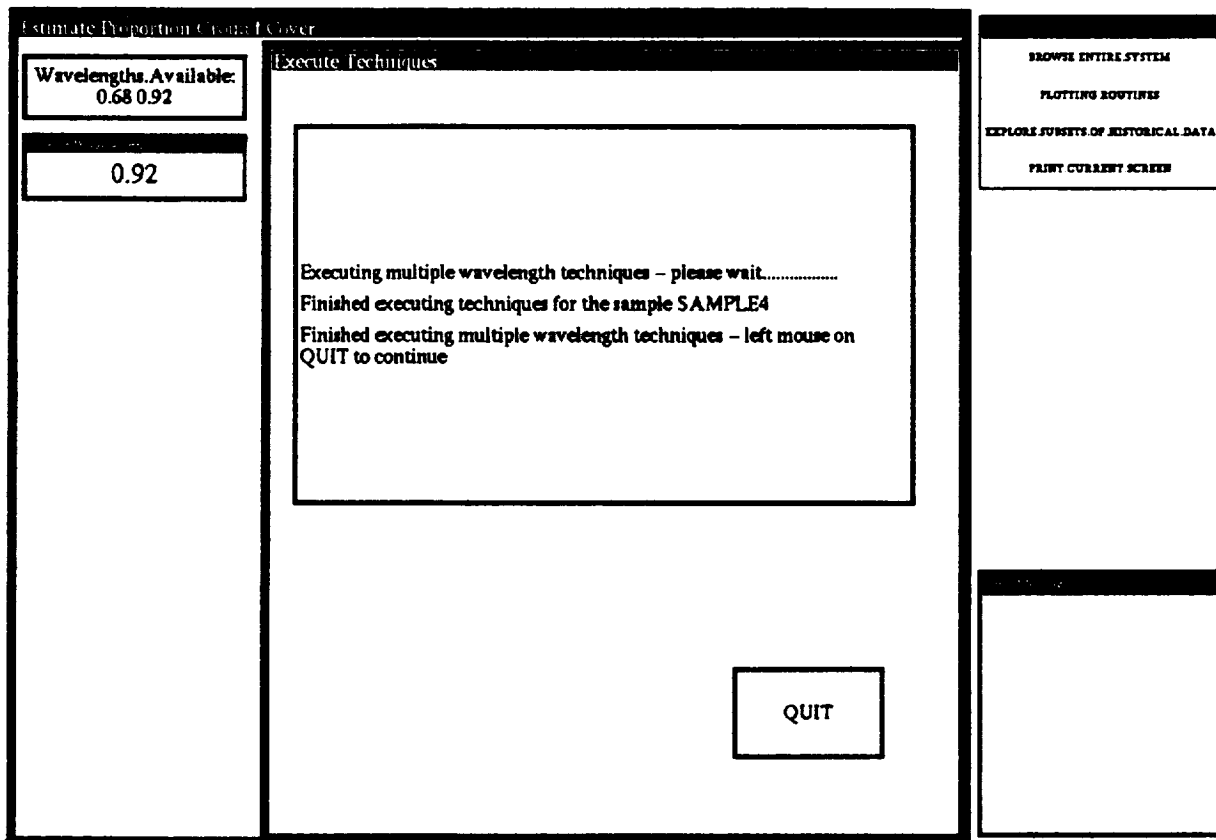 Estimate Proportion Ground Cover
Wavelengths.Available:
0.68 0.92
0.92
Execute Techniques
Executing multiple wavelength techniques – please wait.................
Finished executing techniques for the sample SAMPLE4
Finished executing multiple wavelength techniques – left mouse on
QUIT to continue
QUIT
BROWSE ENTIRE SYSTEM
PLOTTING ROUTINES
EXPLORE.SUBSETS.OF.HISTORICAL.DATA
PRINT CURRENT SCREEN